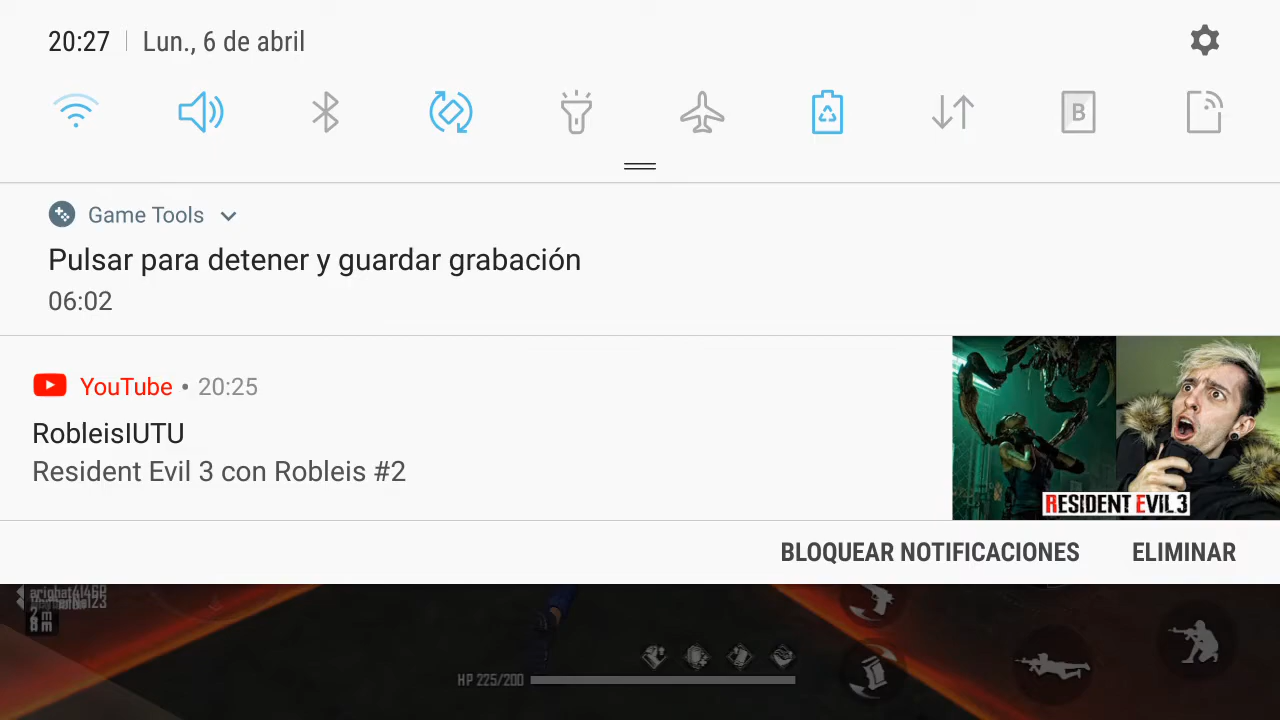 20:27 Lun., 6 de abril
B
Game Tools
Pulsar para detener y guardar grabación
06:02
YouTube • 20:25
RobleisIUTU
Resident Evil 3 con Robleis #2
RESIDENT EVIL 3
BLOQUEAR NOTIFICACIONES ELIMINAR
HP 225/200